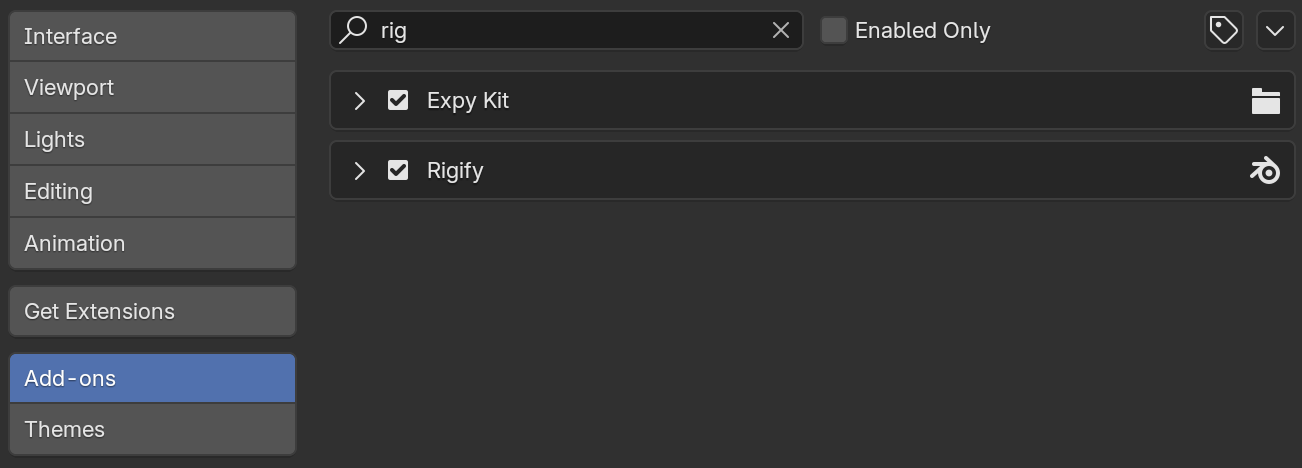 Interface
Viewport
Lights
Editing
Animation
Get Extensions
Add-ons
Themes
rig
Enabled Only
Expy Kit
Rigify